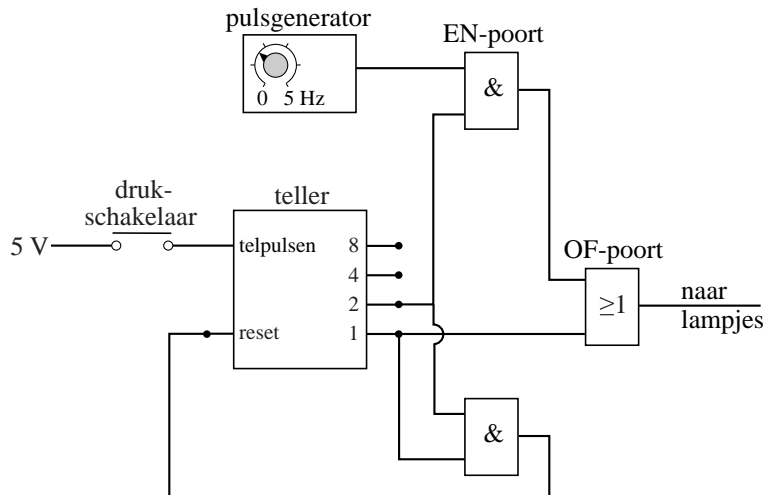 pulsgenerator
0 5 Hz
EN-poort
&
druk-
schakelaar
5 V
teller
telpulsen
8
4
2
reset
1
OF-poort
≥1
naar
lampjes
&